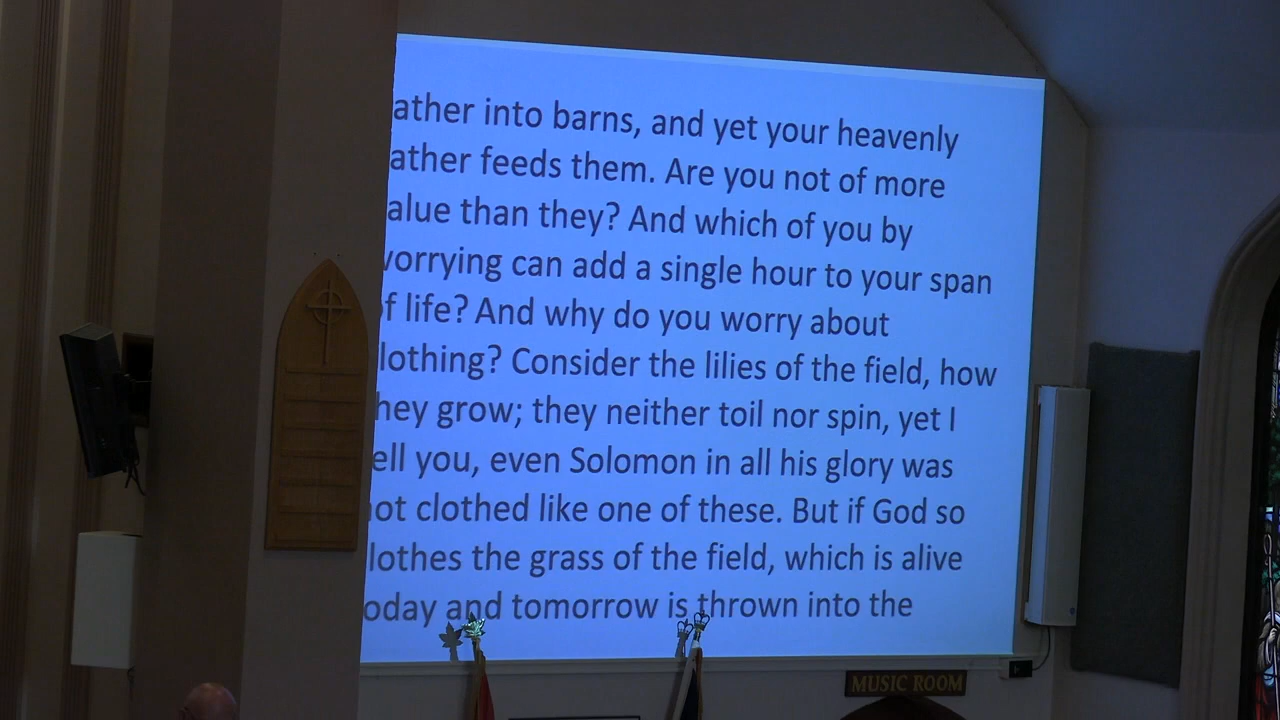 ather into barns, and yet your heavenly
ather feeds them. Are you not of more
alue than they? And which of you by
worrying can add a single hour to your span
of life? And why do you worry about
lothing? Consider the lilies of the field, how
hey grow; they neither toil nor spin, yet I
ell you, even Solomon in all his glory was
not clothed like one of these. But if God so
lothes the grass of the field, which is alive
oday and tomorrow is thrown into the
MUSIC ROOM